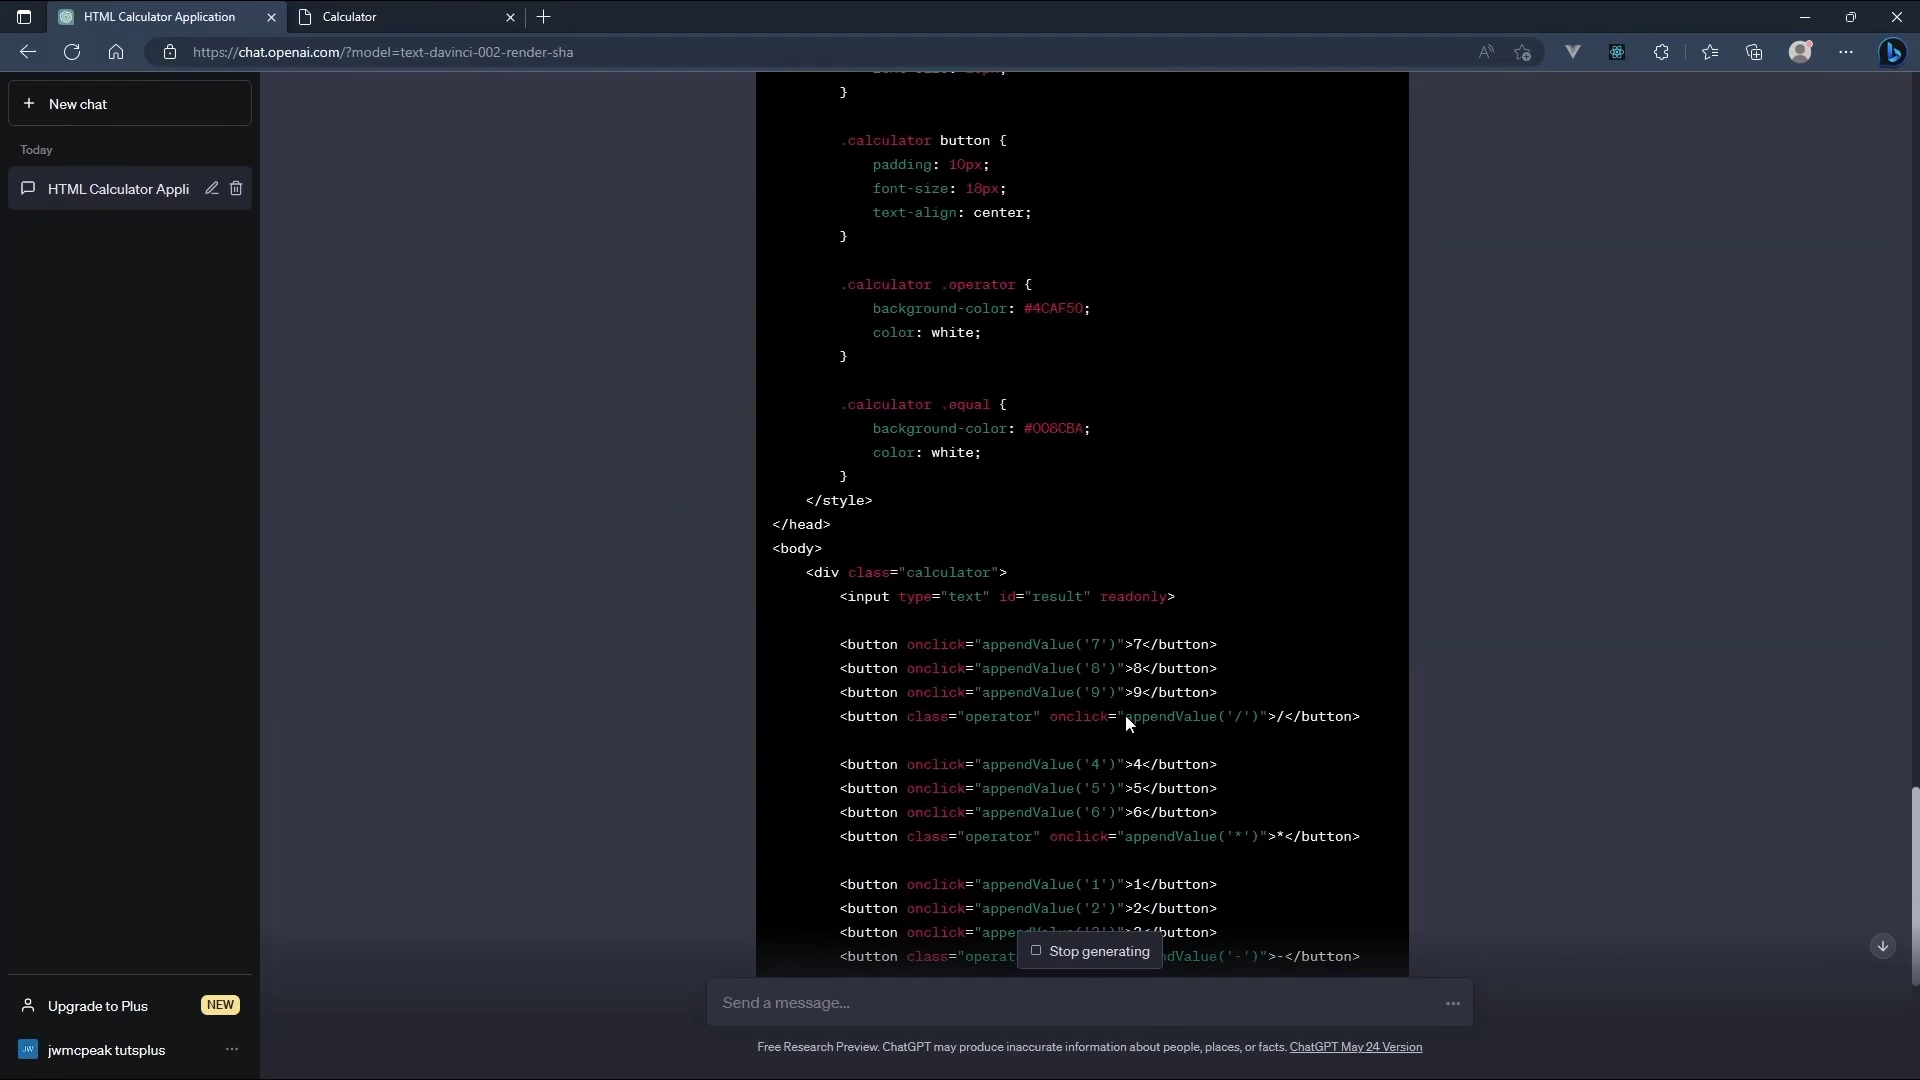 HTML Calculator Application
Calculator
https://chat.openai.com/?model=text-davinci-002-render-sha
New chat
Today
HTML Calculator Appli
}
.calculator button {
padding: 10px;
font-size: 18px;
text-align: center;
}
.calculator .operator {
background-color: #4CAF50;
color: white;
}
.calculator .equal {
background-color: #008CBA;
color: white;
}
</style>
</head>
<body>
<div class="calculator">
<input type="text" id="result" readonly>
<button onclick="appendValue('7')">7</button>
<button onclick="appendValue('8')">8</button>
<button onclick="appendValue('9')">9</button>
<button class="operator" onclick="appendValue('/')">/</button>
<button onclick="appendValue('4')">4</button>
<button onclick="appendValue('5')">5</button>
<button onclick="appendValue('6')">6</button>
<button class="operator" onclick="appendValue('*')">*</button>
<button onclick="appendValue('1')">1</button>
<button onclick="appendValue('2')">2</button>
<button onclick="appe
button>
<button class="operat
dValue('-')">-</button>
Stop generating
Send a message...
Free Research Preview. ChatGPT may produce inaccurate information about people, places, or facts. ChatGPT May 24 Version
Upgrade to Plus NEW
JW jwmcpeak tutsplus